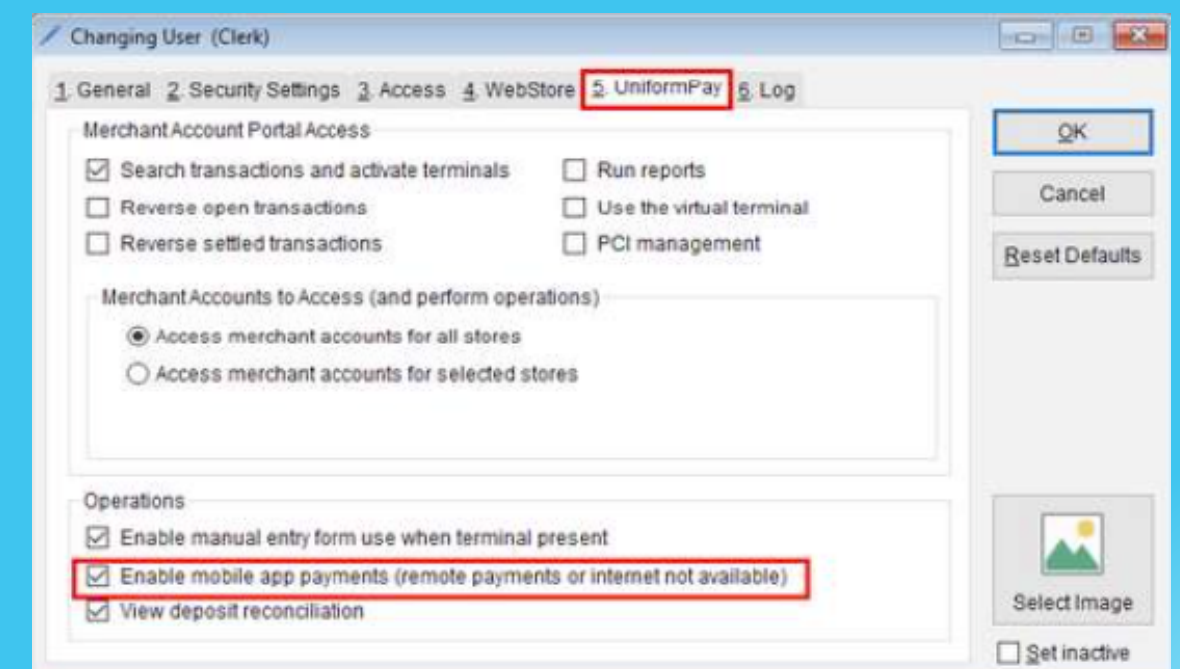 Changing User (Clerk)
1. General 2. Security Settings 3. Access 4. WebStore 5. UniformPay 6. Log
Merchant Account Portal Access
Search transactions and activate terminals
Run reports
Reverse open transactions
Use the virtual terminal
Reverse settled transactions
PCI management
Merchant Accounts to Access (and perform operations)
Access merchant accounts for all stores
Access merchant accounts for selected stores
Operations
Enable manual entry form use when terminal present
Enable mobile app payments (remote payments or internet not available)
View deposit reconciliation
OK
Cancel
Reset Defaults
Select Image
Set inactive